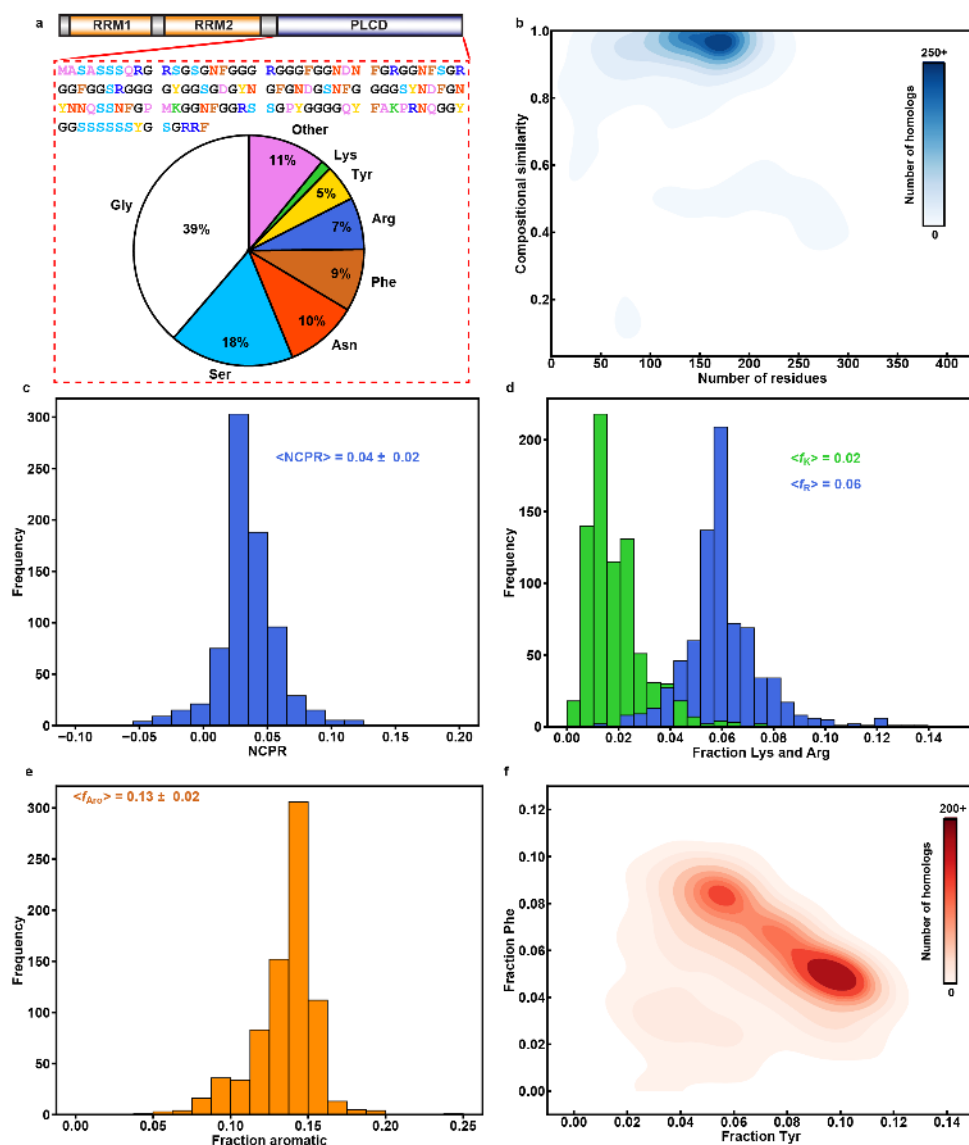 a
RRM1 RRM2 PLCD
MASASSSQRG RSGSGNFGGG RGGGFGGNDN FGRGGNFSGR
GGFGGSRGGG GYGGSGDGYN GFGNDGSNFG GGGSYNDFGN
YNNQSSNFGP MKGGNFGGRS SGPYGGGGQY FAKPRNQGGY
GGSSSSSSYG SGRRF
Other
11%
Lys
Tyr
5%
Arg
7%
Phe
9%
Asn
10%
Ser
18%
Gly
39%
b
Compositional similarity
1.0
0.8
0.6
0.4
0.2
0 50 100 150 200 250 300 350 400
Number of residues
250+
Number of homologs
0
c
<NCPR> = 0.04 ± 0.02
Frequency
300
250
200
150
100
50
0
−0.10 −0.05 0.00 0.05 0.10 0.15 0.20
NCPR
d
<fK> = 0.02
<fR> = 0.06
Frequency
200
150
100
50
0
0.00 0.02 0.04 0.06 0.08 0.10 0.12 0.14
Fraction Lys and Arg
e
<fAro> = 0.13 ± 0.02
Frequency
300
250
200
150
100
50
0
0.00 0.05 0.10 0.15 0.20 0.25
Fraction aromatic
f
Fraction Phe
0.12
0.10
0.08
0.06
0.04
0.02
0.00
0.00 0.02 0.04 0.06 0.08 0.10 0.12 0.14
Fraction Tyr
200+
Number of homologs
0